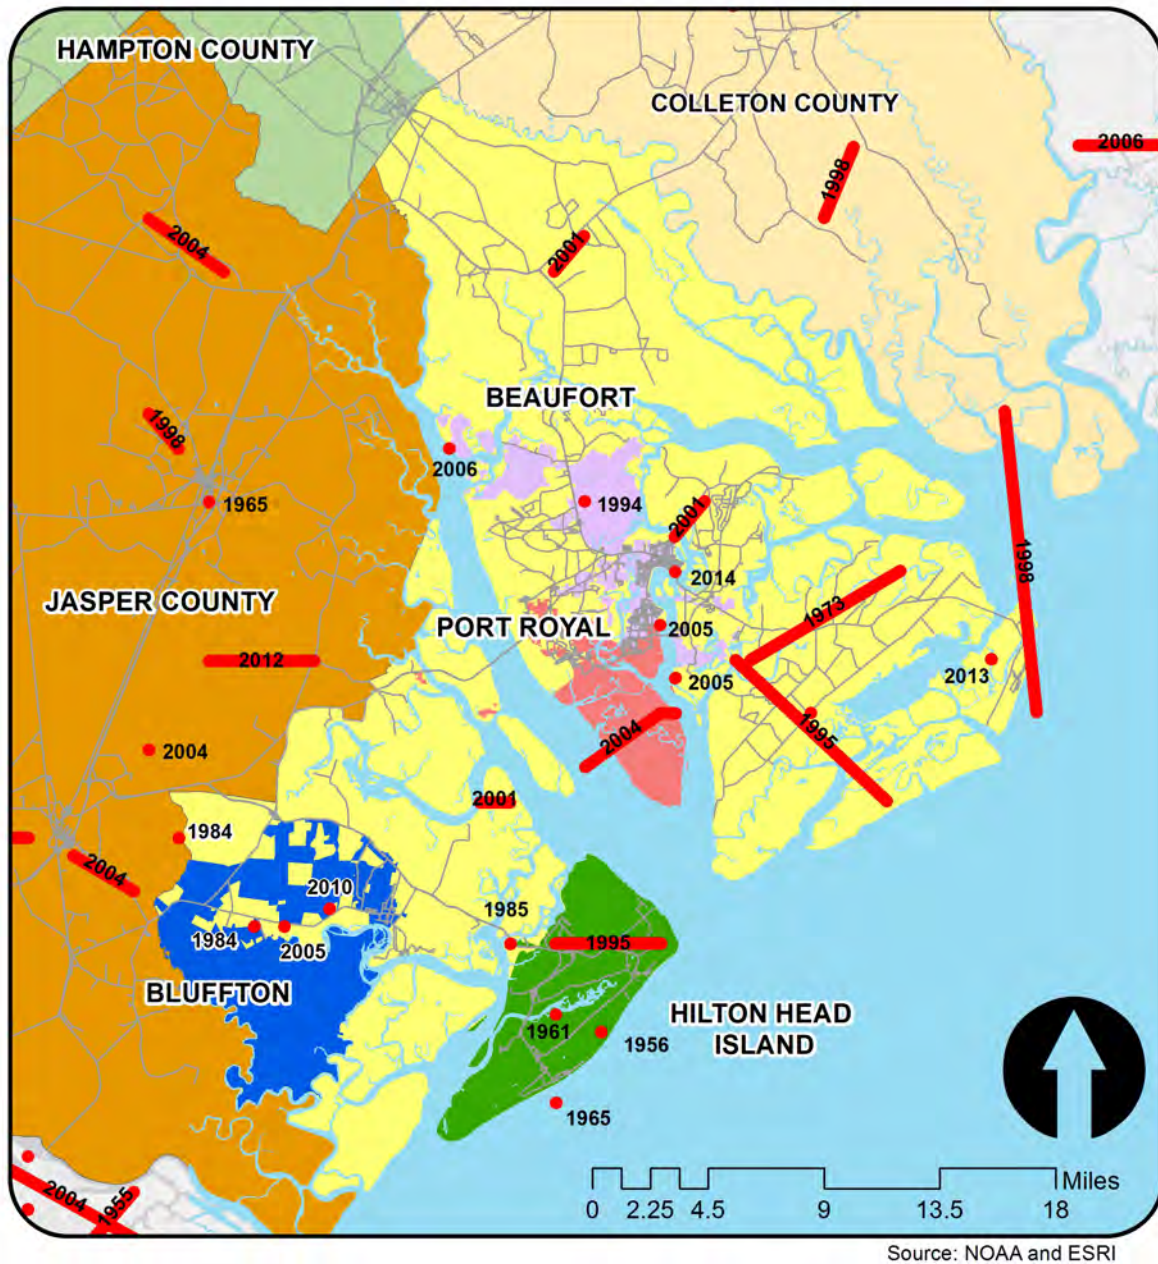 HAMPTON COUNTY
COLLETON COUNTY
2006
1998
2004
2001
BEAUFORT
1998
2006
1965
1994
2001
1998
2014
JASPER COUNTY
1973
PORT ROYAL
2005
2012
2013
2005
2004
1995
2004
2001
1984
2004
2010
1985
1984
2005
1995
BLUFFTON
HILTON HEAD
ISLAND
1961
1956
1965
2004
1955
Miles
0 2.25 4.5 9 13.5 18
Source: NOAA and ESRI